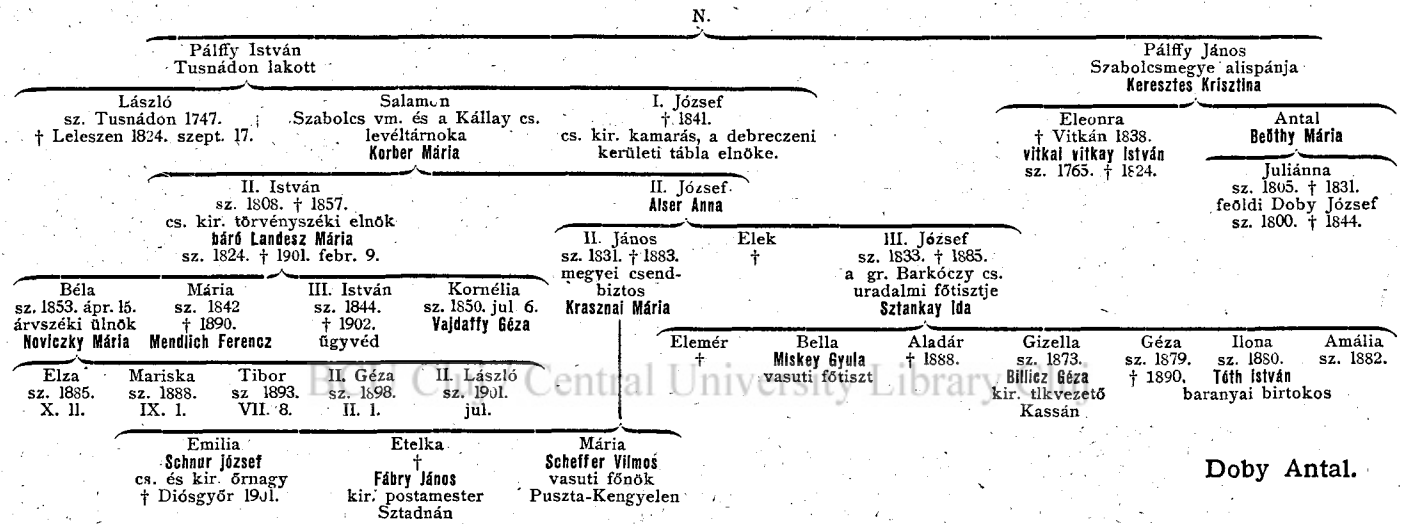 N.
Pálffy István
Tusnádon lakott
Pálffy János
Szabolcsmegye alispánja
Keresztes Krisztina
László
sz. Tusnádon 1747.
† Leleszen 1824. szept. 17.
Salamon
Szabolcs vm. és a Kállay cs.
levéltárnoka
Korber Mária
I. József
† 1841.
cs. kir. kamarás, a debreczeni
kerületi tábla elnöke.
Eleonra
† Vitkán 1838.
vitkai vitkay István
sz. 1765. † 1824.
Antal
Beőthy Mária
Juliánna
sz. 1805. † 1831.
feöldi Doby József
sz. 1800. † 1844.
II. István
sz. 1808. † 1857.
cs. kir. törvényszéki elnök
báró Landesz Mária
sz. 1824. † 1901. febr. 9.
II. József.
Alser Anna
II. János
sz. 1831. † 1883.
megyei csend-
biztos
Krasznai Mária
Elek
†
III. József
sz. 1833. † 1885.
a gr. Barkóczy cs.
uradalmi főtisztje
Sztankay Ida
Béla
sz. 1853. ápr. 15.
árvszéki ülnök
Noviczky Mária
Mária
sz. 1842
† 1890.
Mendlich Ferencz
III. István
sz. 1844.
† 1902.
ügyvéd
Kornélia
sz. 1850. jul 6.
Vajdaffy Géza
Elemér
†
Bella
Miskey Gyula
vasuti főtiszt
Aladár
† 1888.
Gizella
sz. 1873.
Billicz Géza
kir. tlkvezető
Kassán
Géza
sz. 1879.
† 1890.
Ilona
sz. 1880.
Tóth István
baranyai birtokos
Amália
sz. 1882.
Elza
sz. 1885.
X. 11.
Mariska
sz. 1888.
IX. 1.
Tibor
sz 1893.
VII. 8.
II. Géza
sz. 1898.
II. 1.
II. László
sz. 1901.
jul.
BCU Cluj / Central University Library Cluj
Emilia
Schnur József
cs. és kir. őrnagy
† Diósgyőr 1901.
Etelka
†
Fábry János
kir. postamester
Sztadnán
Mária
Scheffer Vilmos
vasuti főnök
Puszta-Kengyelen
Doby Antal.